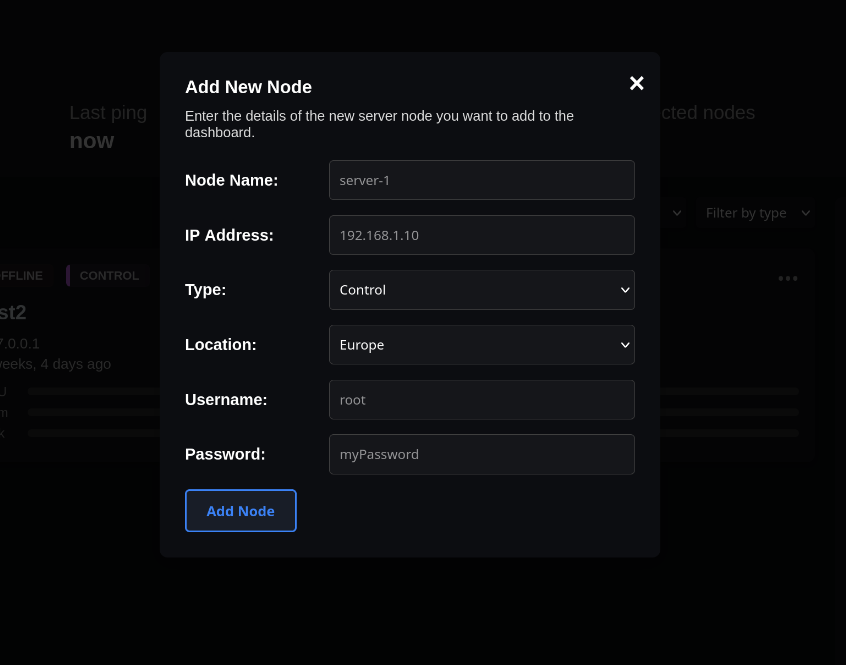 Add New Node
Enter the details of the new server node you want to add to the
dashboard.
Last ping
now
cted nodes
Node Name:
server-1
IP Address:
192.168.1.10
Filter by type
Type:
Control
FFLINE
CONTROL
st2
7.0.0.1
weeks, 4 days ago
Location:
Europe
U
m
k
Username:
root
Password:
myPassword
Add Node